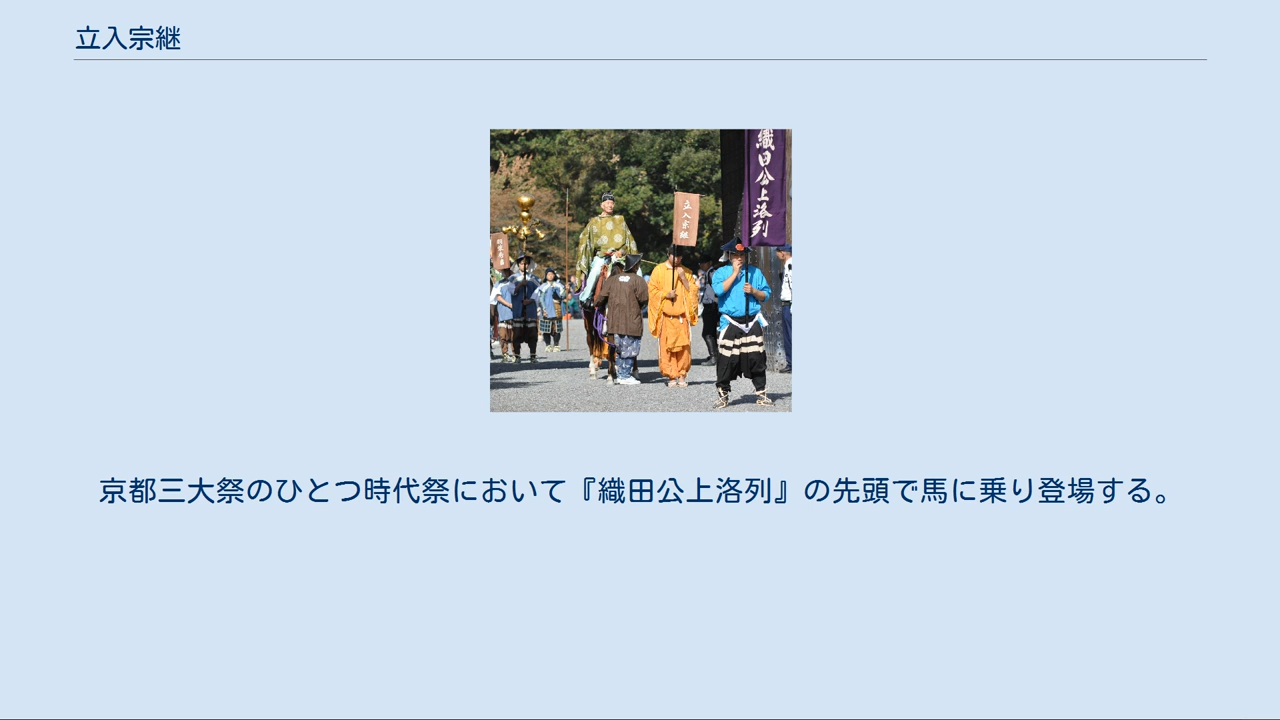 立入宗継
織田公上洛列
立入宗継
京都三大祭のひとつ時代祭において『織田公上洛列』の先頭で馬に乗り登場する。